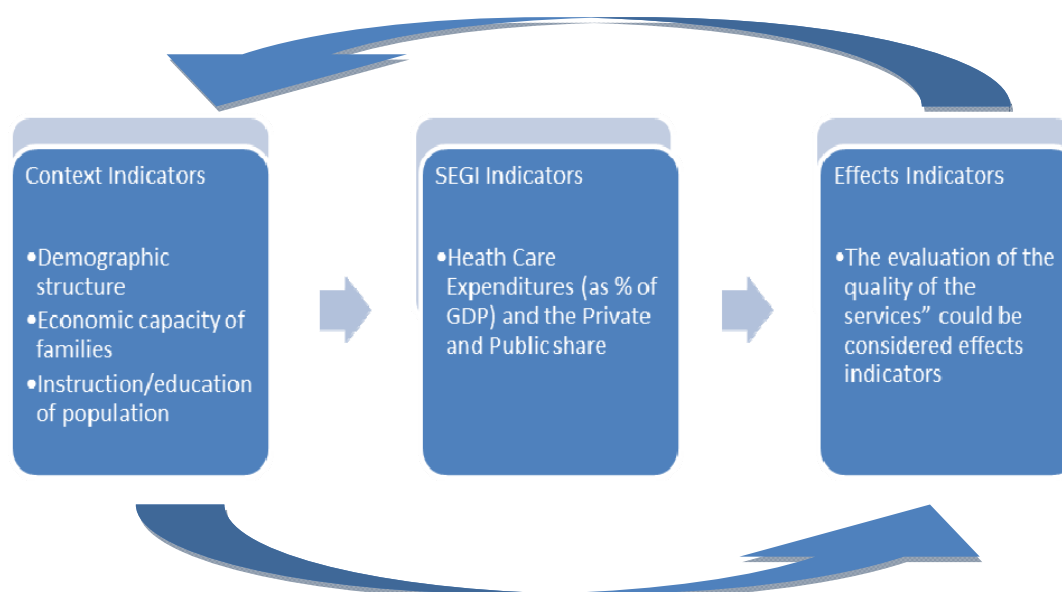 Context Indicators
•Demographic
structure
•Economic capacity of
families
•Instruction/education
of population
SEGI Indicators
•Heath Care
Expenditures (as % of
GDP) and the Private
and Public share
Effects Indicators
•The evaluation of the
quality of the
services” could be
considered effects
indicators